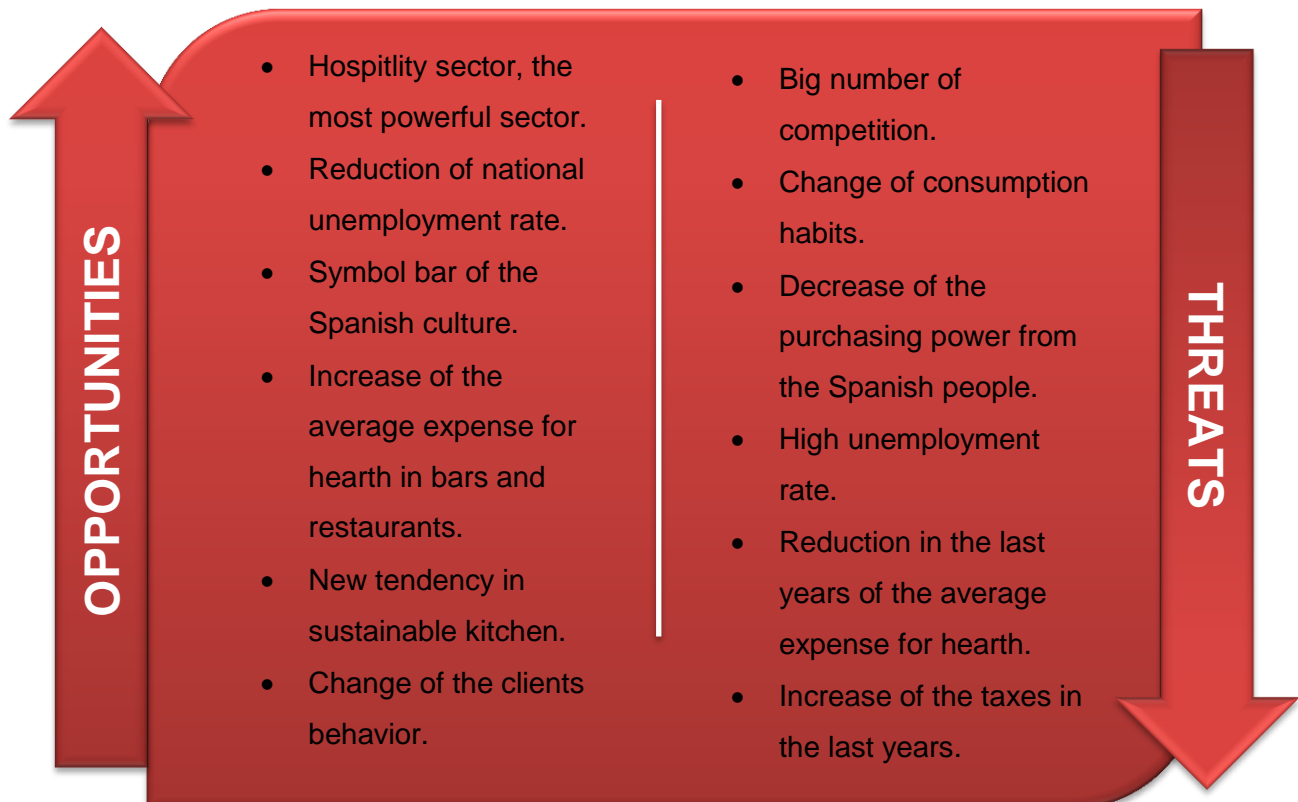 OPPORTUNITIES
• Hospitlity sector, the
most powerful sector.
• Reduction of national
unemployment rate.
• Symbol bar of the
Spanish culture.
• Increase of the
average expense for
hearth in bars and
restaurants.
• New tendency in
sustainable kitchen.
• Change of the clients
behavior.
• Big number of
competition.
• Change of consumption
habits.
• Decrease of the
purchasing power from
the Spanish people.
• High unemployment
rate.
• Reduction in the last
years of the average
expense for hearth.
• Increase of the taxes in
the last years.
THREATS